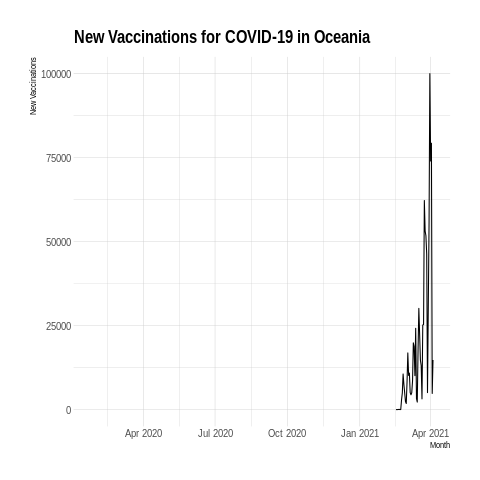 New Vaccinations for COVID-19 in Oceania
New Vaccinations
100000
75000
50000
25000
0
Apr 2020
Jul 2020
Oct 2020
Jan 2021
Apr 2021
Month